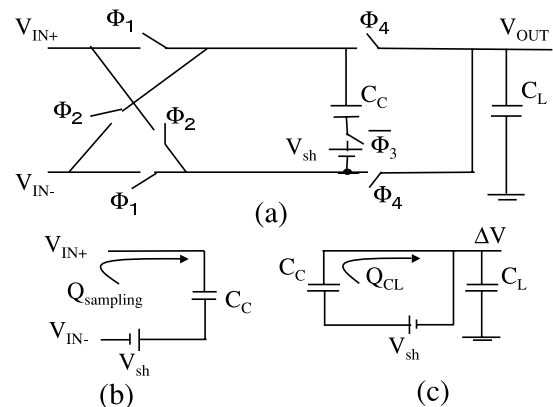 V_IN+ Φ_1 Φ_4 V_OUT
Φ_2 Φ_2 C_C C_L
V_sh \overline{Φ}_3
V_IN- Φ_1 Φ_4
(a)
V_IN+ ΔV
Q_sampling C_C C_C Q_CL C_L
V_IN- V_sh V_sh
(b) (c)